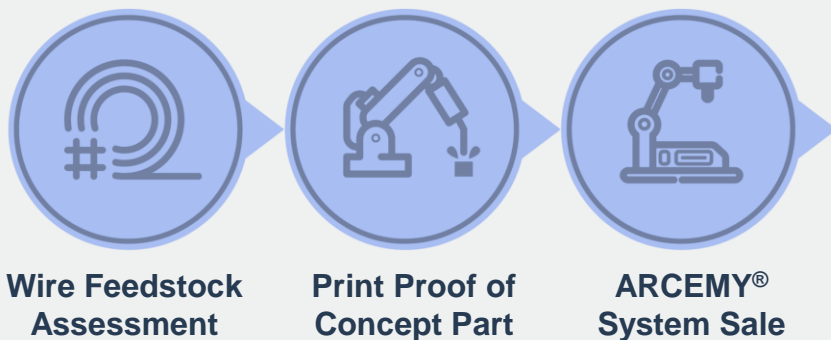 Wire Feedstock
Assessment
Print Proof of
Concept Part
ARCEMY®
System Sale